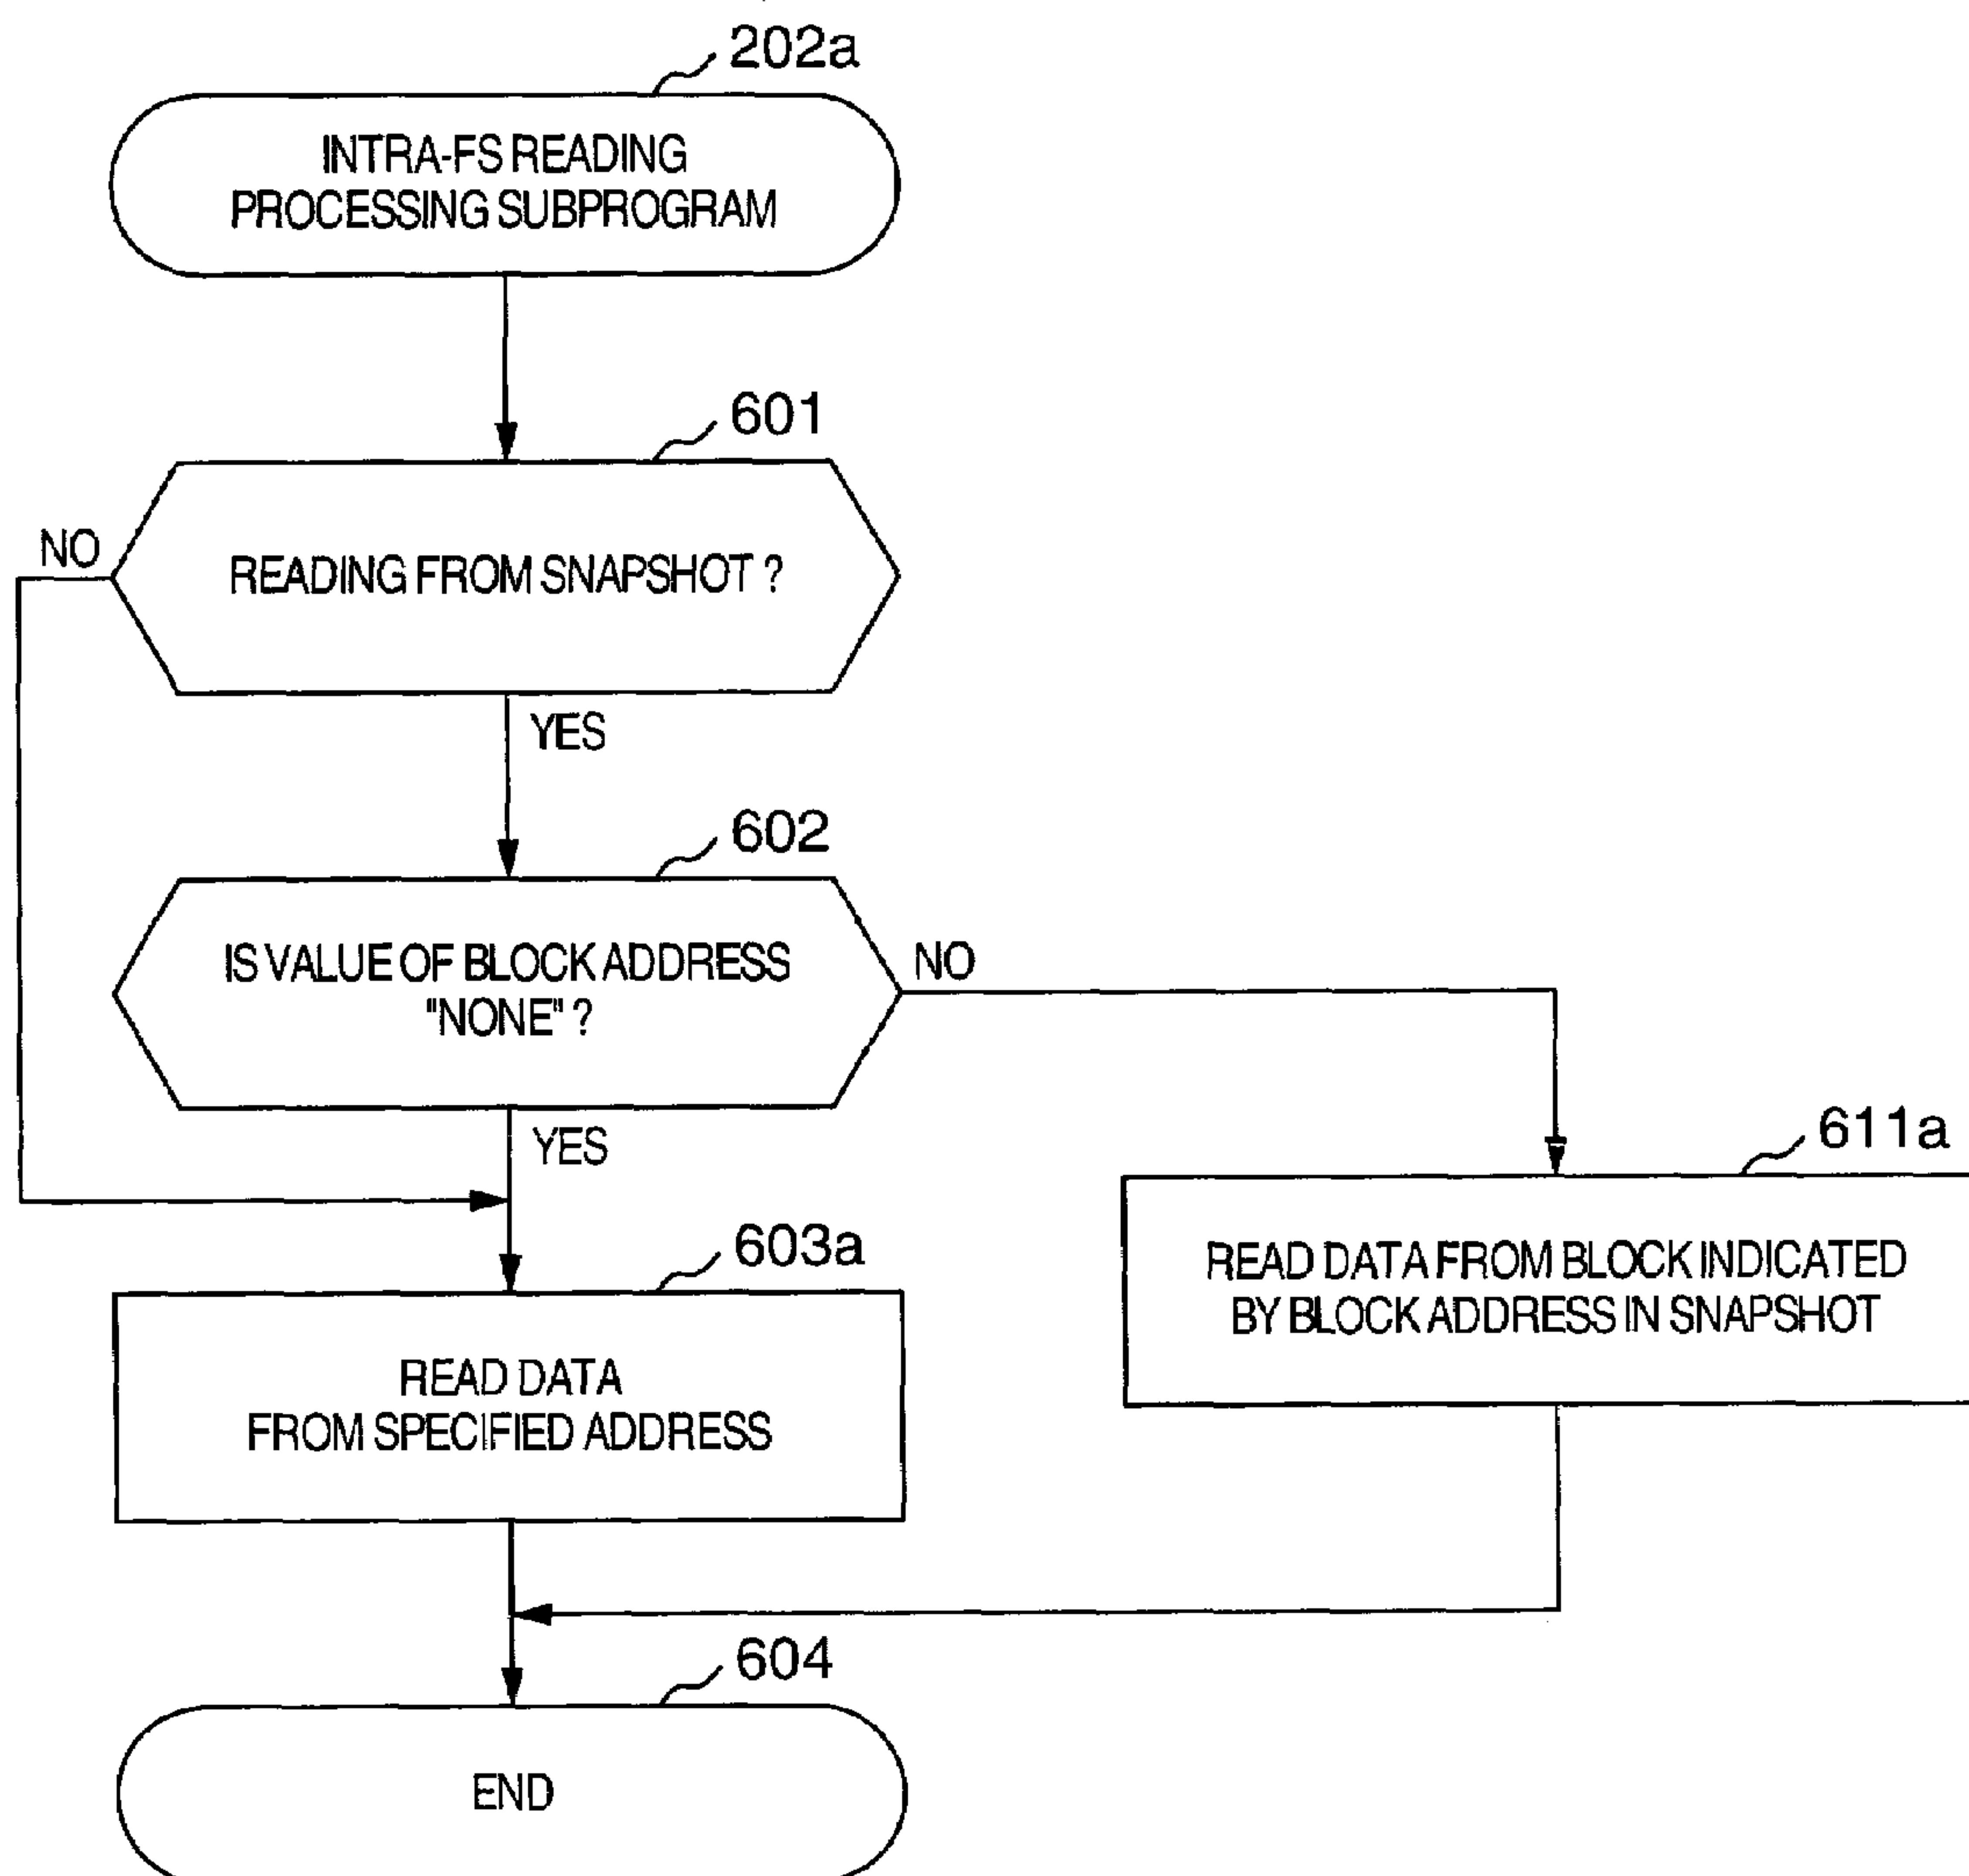 202a
INTRA-FS READING
PROCESSING SUBPROGRAM
601
NO
READING FROM SNAPSHOT ?
YES
602
IS VALUE OF BLOCK ADDRESS
"NONE" ?
NO
YES
611a
READ DATA FROM BLOCK INDICATED
BY BLOCK ADDRESS IN SNAPSHOT
603a
READ DATA
FROM SPECIFIED ADDRESS
604
END